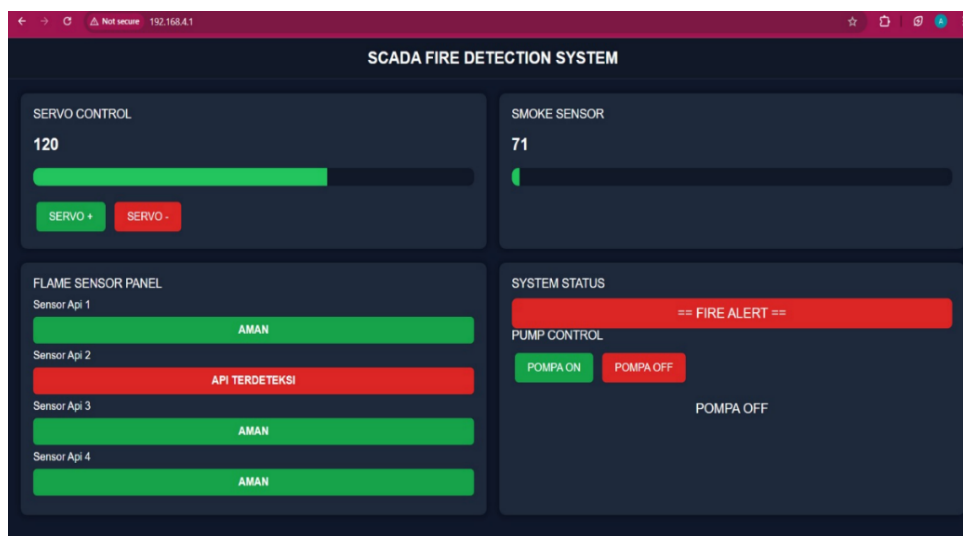 Not secure 192.168.4.1
A
SCADA FIRE DETECTION SYSTEM
SERVO CONTROL
120
SERVO +
SERVO -
SMOKE SENSOR
71
FLAME SENSOR PANEL
Sensor Api 1
AMAN
Sensor Api 2
API TERDETEKSI
Sensor Api 3
AMAN
Sensor Api 4
AMAN
SYSTEM STATUS
== FIRE ALERT ==
PUMP CONTROL
POMPA ON
POMPA OFF
POMPA OFF